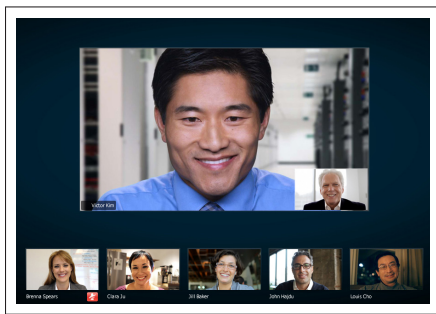 Victor Kim
Brenna Spears
Clara Ju
Jill Baker
John Hajdu
Louis Cho